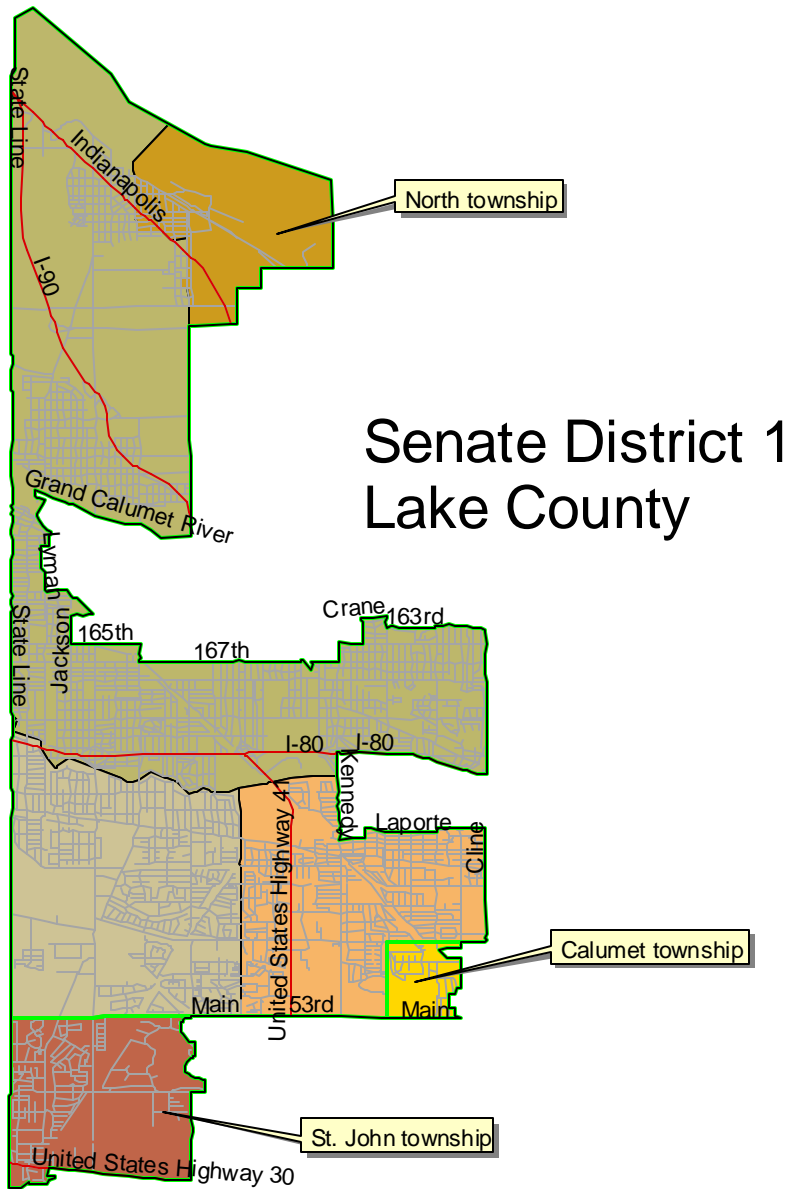 State Line
Indianapolis
North township
I-90
Senate District 1
Lake County
Grand Calumet River
Lyman
Crane
163rd
State Line
Jackson
165th
167th
I-80
I-80
Kennedy
United States Highway 41
Laporte
Cline
Calumet township
Main
53rd
Main
St. John township
United States Highway 30